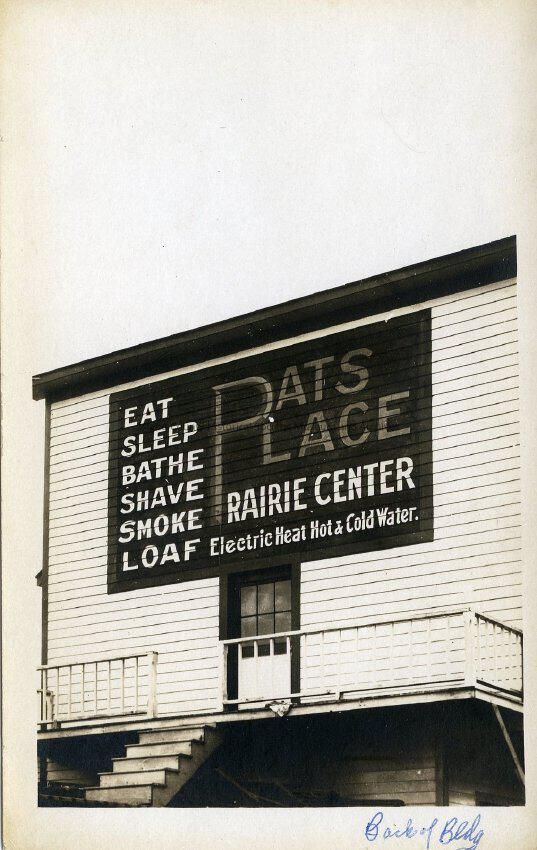 EAT
SLEEP
BATHE
SHAVE
SMOKE
LOAF
PATS
PLACE
PRAIRIE CENTER
Electric Heat Hot & Cold Water.
Back of Bldg